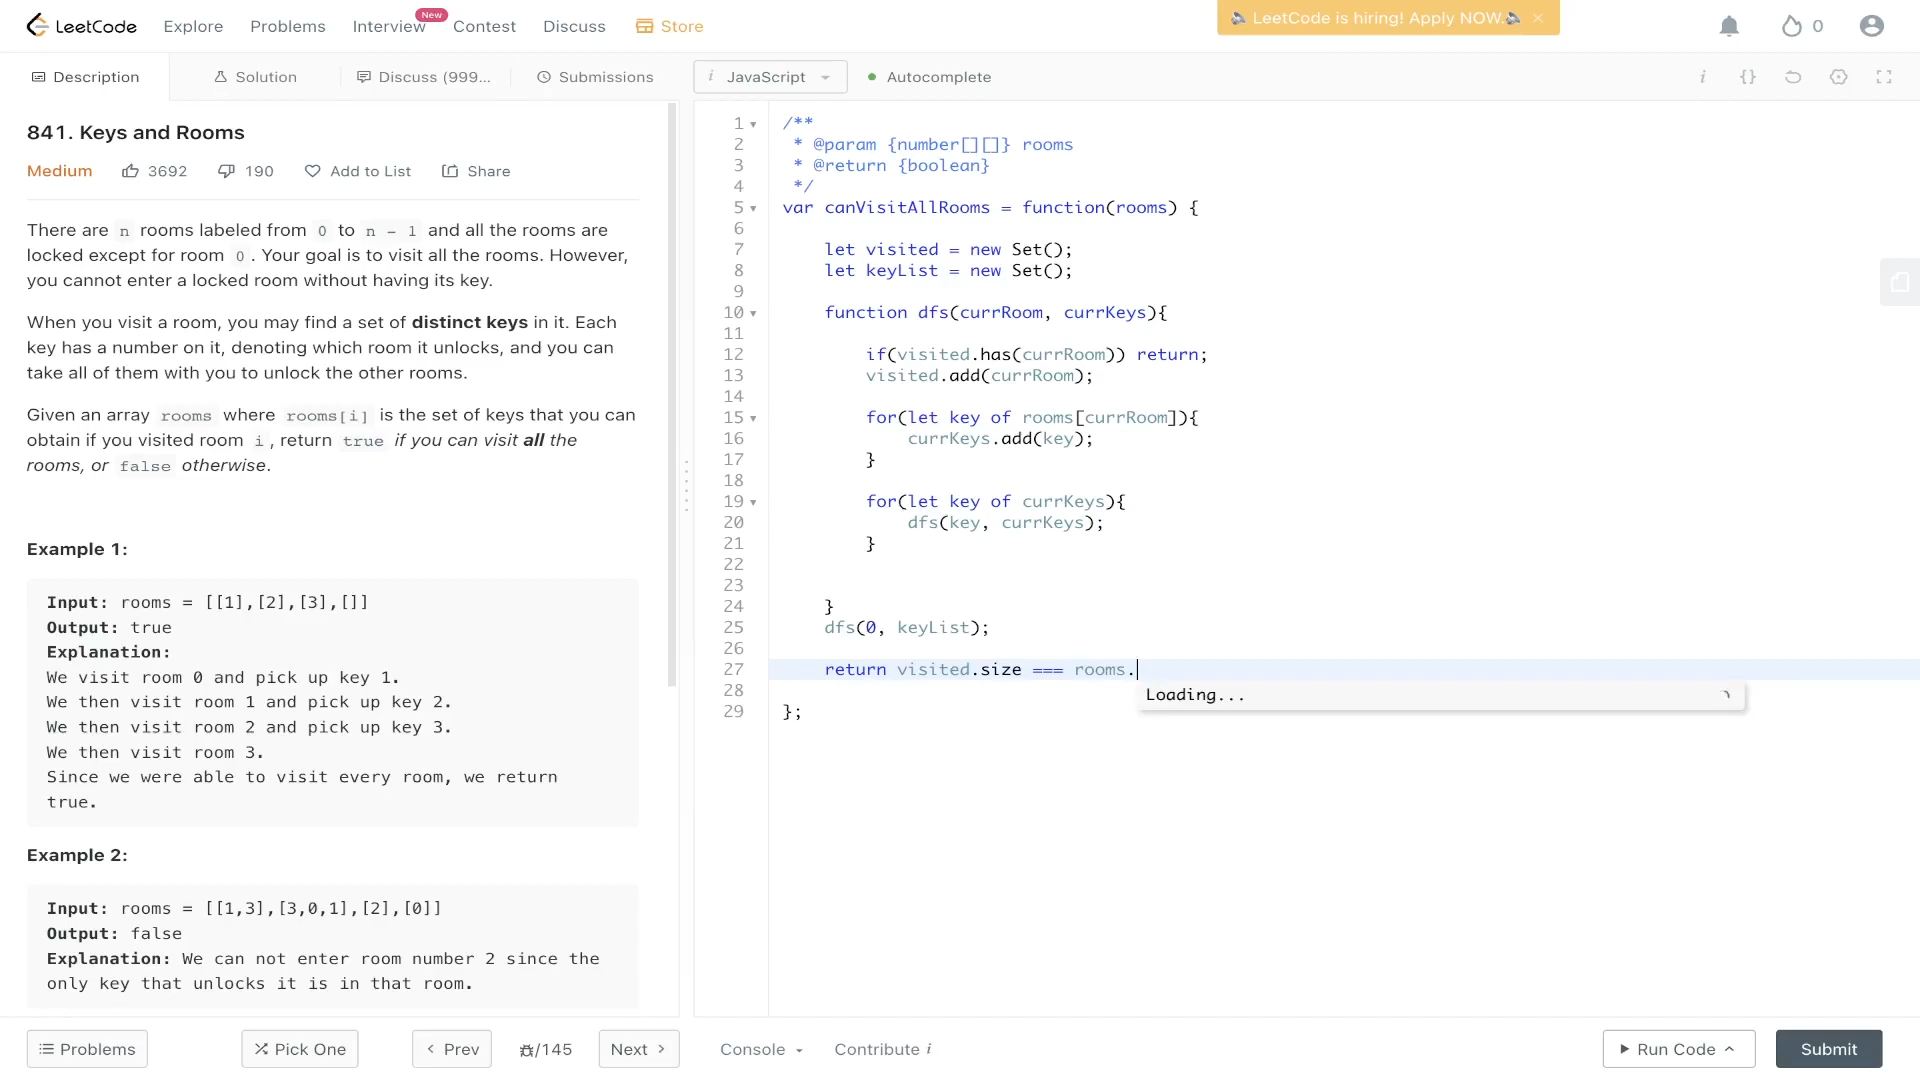 LeetCode Explore Problems Interview New Contest Discuss Store LeetCode is hiring! Apply NOW. × 0
Description Solution Discuss (999... Submissions i JavaScript Autocomplete i {}
841. Keys and Rooms
Medium 3692 190 Add to List Share
There are n rooms labeled from 0 to n - 1 and all the rooms are
locked except for room 0 . Your goal is to visit all the rooms. However,
you cannot enter a locked room without having its key.
When you visit a room, you may find a set of distinct keys in it. Each
key has a number on it, denoting which room it unlocks, and you can
take all of them with you to unlock the other rooms.
Given an array rooms where rooms[i] is the set of keys that you can
obtain if you visited room i , return true if you can visit all the
rooms, or false otherwise.
Example 1:
Input: rooms = [[1],[2],[3],[]]
Output: true
Explanation:
We visit room 0 and pick up key 1.
We then visit room 1 and pick up key 2.
We then visit room 2 and pick up key 3.
We then visit room 3.
Since we were able to visit every room, we return
true.
Example 2:
Input: rooms = [[1,3],[3,0,1],[2],[0]]
Output: false
Explanation: We can not enter room number 2 since the
only key that unlocks it is in that room.
1 /**
2 * @param {number[][]} rooms
3 * @return {boolean}
4 */
5 var canVisitAllRooms = function(rooms) {
6
7 let visited = new Set();
8 let keyList = new Set();
9
10 function dfs(currRoom, currKeys){
11
12 if(visited.has(currRoom)) return;
13 visited.add(currRoom);
14
15 for(let key of rooms[currRoom]){
16 currKeys.add(key);
17 }
18
19 for(let key of currKeys){
20 dfs(key, currKeys);
21 }
22
23
24 }
25 dfs(0, keyList);
26
27 return visited.size === rooms.
Loading...
28
29 };
Problems Pick One Prev /145 Next Console Contribute i Run Code Submit